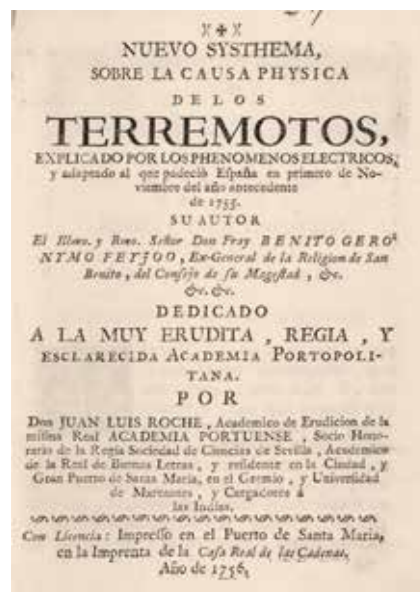 NUEVO SYSTHEMA,
SOBRE LA CAUSA PHYSICA
DE LOS
TERREMOTOS,
EXPLICADO POR LOS PHENOMENOS ELECTRICOS,
y adaptado al que padeciò España en primero de No-
viembre del año antecedente
de 1755.
SU AUTOR
El Illmo. y Rmo. Señor Don Fray BENITO GERO-
NYMO FEYJOO, Ex-General de la Religion de San
Benito, del Consejo de su Magestad, &c.
&c. &c.
DEDICADO
A LA MUY ERUDITA, REGIA, Y
ESCLARECIDA ACADEMIA PORTOPOLI-
TANA.
POR
Don JUAN LUIS ROCHE, Academico de Erudicion de la
misma Real ACADEMIA PORTUENSE, Socio Hono-
rario de la Regia Sociedad de Ciencias de Sevilla, Academico
de la Real de Buenas Letras, y residente en la Ciudad, y
Gran Puerto de Santa Maria, en el Gremio, y Universidad
de Mareantes, y Cargadores à
las Indias.
Con Licencia: Impresso en el Puerto de Santa Maria,
en la Imprenta de la Casa Real de las Cadenas,
Año de 1756.